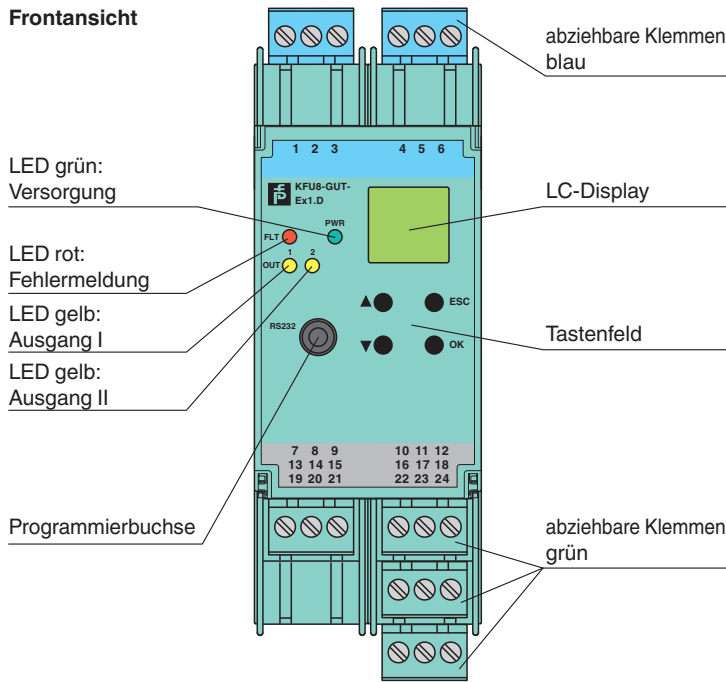 Frontansicht
abziehbare Klemmen
blau
1 2 3 4 5 6
LED grün:
Versorgung
KFU8-GUT-
Ex1.D
LC-Display
PWR
FLT
LED rot:
Fehlermeldung
1 2
OUT
LED gelb:
Ausgang I
▲ ESC
RS232
Tastenfeld
▼ OK
LED gelb:
Ausgang II
7 8 9 10 11 12
13 14 15 16 17 18
19 20 21 22 23 24
Programmierbuchse
abziehbare Klemmen
grün